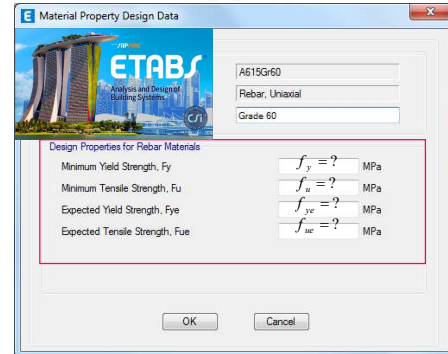 E Material Property Design Data
SAPFire
ETABS
Analysis and Design of
Building Systems
CSi
A615Gr60
Rebar, Uniaxial
Grade 60
Design Properties for Rebar Materials
Minimum Yield Strength, Fy f_y = ? MPa
Minimum Tensile Strength, Fu f_u = ? MPa
Expected Yield Strength, Fye f_ye = ? MPa
Expected Tensile Strength, Fue f_ue = ? MPa
OK Cancel